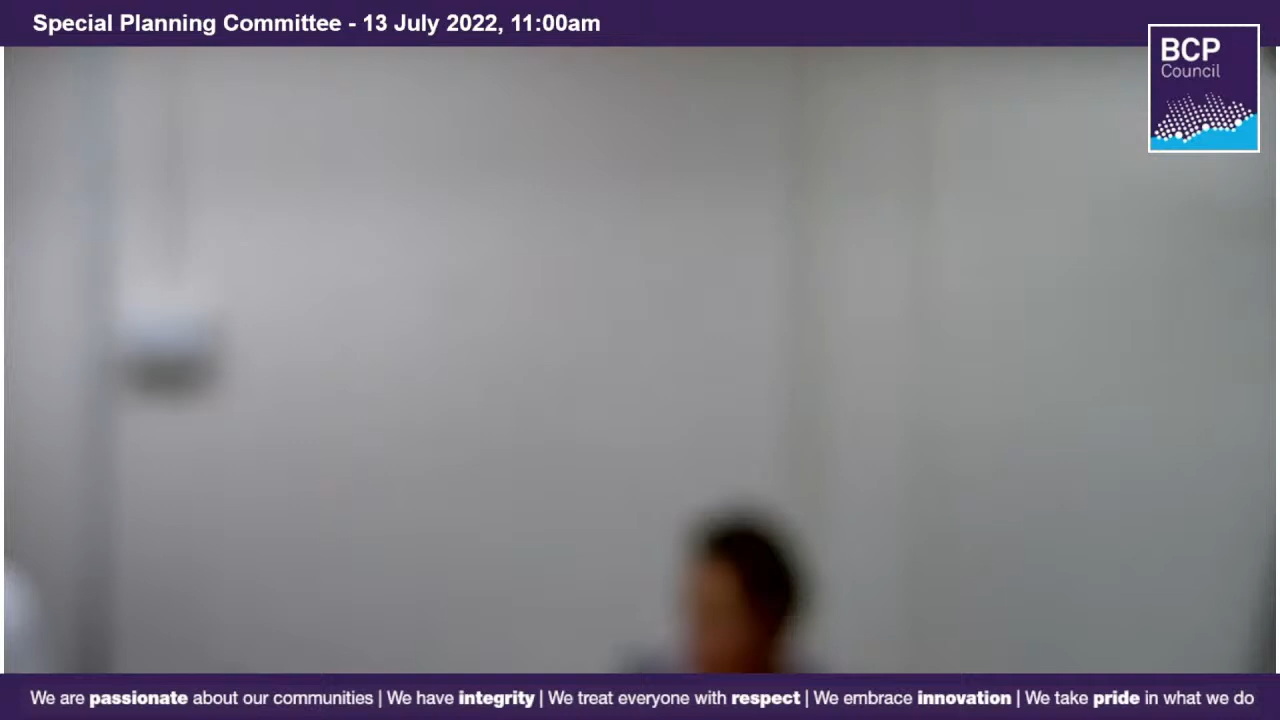 Special Planning Committee - 13 July 2022, 11:00am
BCP
Council
We are passionate about our communities | We have integrity | We treat everyone with respect | We embrace innovation | We take pride in what we do